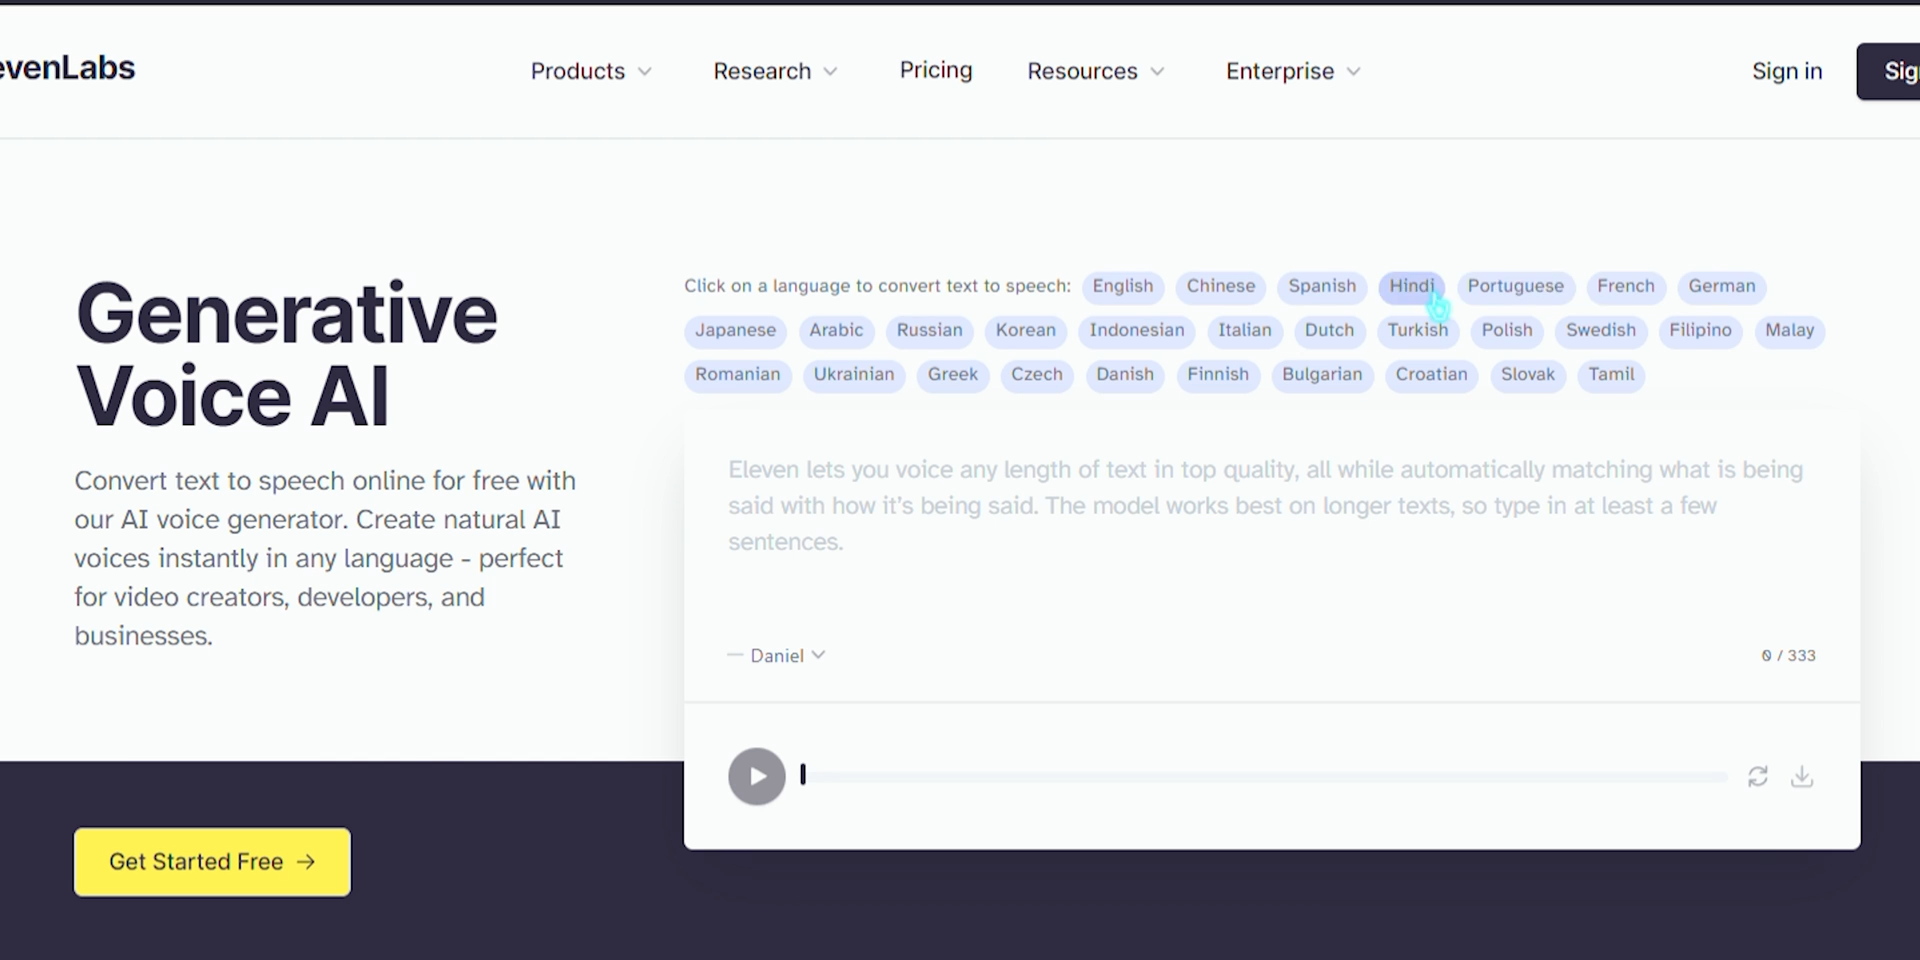 evenLabs
Products
Research
Pricing
Resources
Enterprise
Sign in
Generative
Voice AI
Convert text to speech online for free with
our AI voice generator. Create natural AI
voices instantly in any language - perfect
for video creators, developers, and
businesses.
Get Started Free →
Click on a language to convert text to speech: English Chinese Spanish Hindi Portuguese French German
Japanese Arabic Russian Korean Indonesian Italian Dutch Turkish Polish Swedish Filipino Malay
Romanian Ukrainian Greek Czech Danish Finnish Bulgarian Croatian Slovak Tamil
Eleven lets you voice any length of text in top quality, all while automatically matching what is being
said with how it’s being said. The model works best on longer texts, so type in at least a few
sentences.
— Daniel
0 / 333